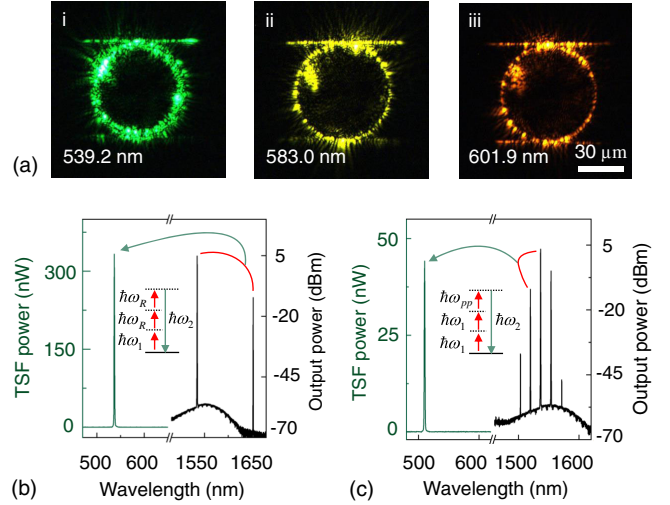 i
ii
iii
539.2 nm
583.0 nm
601.9 nm
30 μm
(a)
TSF power (nW)
300
150
0
500
600
1550
1650
Wavelength (nm)
5
-20
-45
-70
Output power (dBm)
ħω_R
ħω_R
ħω_1
ħω_2
(b)
TSF power (nW)
50
25
0
500
600
1500
1600
Wavelength (nm)
5
-20
-45
-70
Output power (dBm)
ħω_pp
ħω_1
ħω_1
ħω_2
(c)